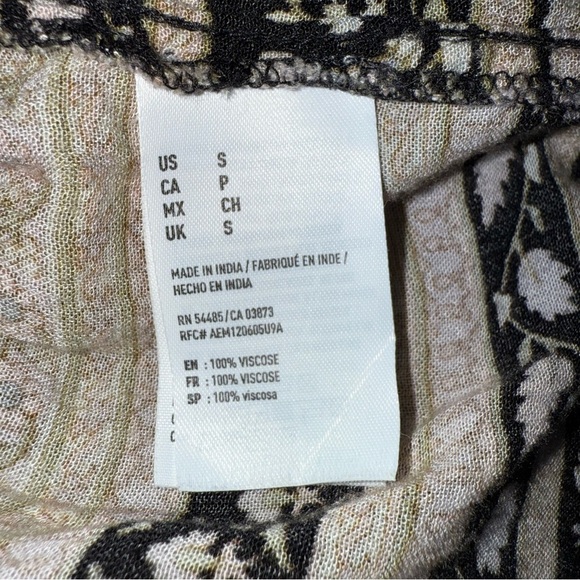 US S
CA P
MX CH
UK S
MADE IN INDIA / FABRIQUÉ EN INDE /
HECHO EN INDIA
RN 54485/CA 03873
RFC# AEM120605U9A
EN : 100% VISCOSE
FR : 100% VISCOSE
SP : 100% viscosa